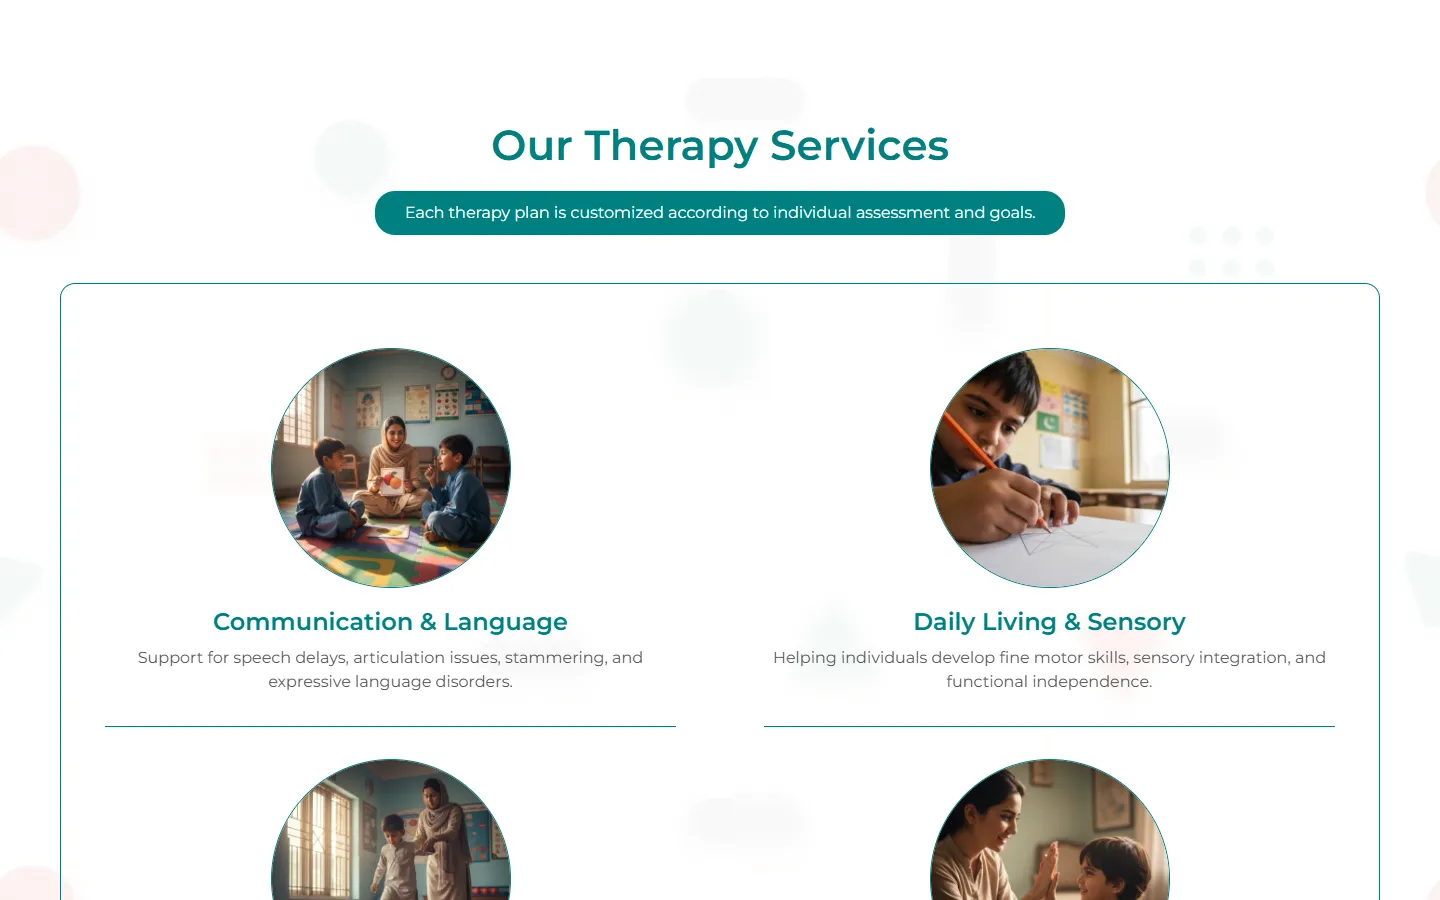 Our Therapy Services
Each therapy plan is customized according to individual assessment and goals.
Communication & Language
Support for speech delays, articulation issues, stammering, and
expressive language disorders.
Daily Living & Sensory
Helping individuals develop fine motor skills, sensory integration, and
functional independence.